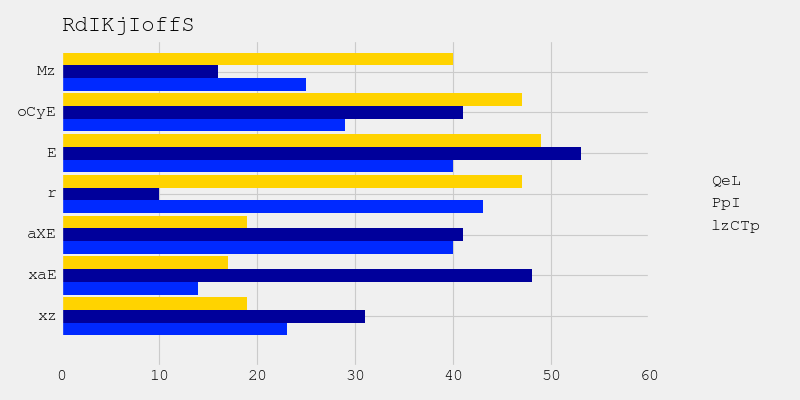 RdIKjIoffS
Mz
oCyE
E
r
aXE
xaE
xz
0 10 20 30 40 50 60
QeL
PpI
lzCTp